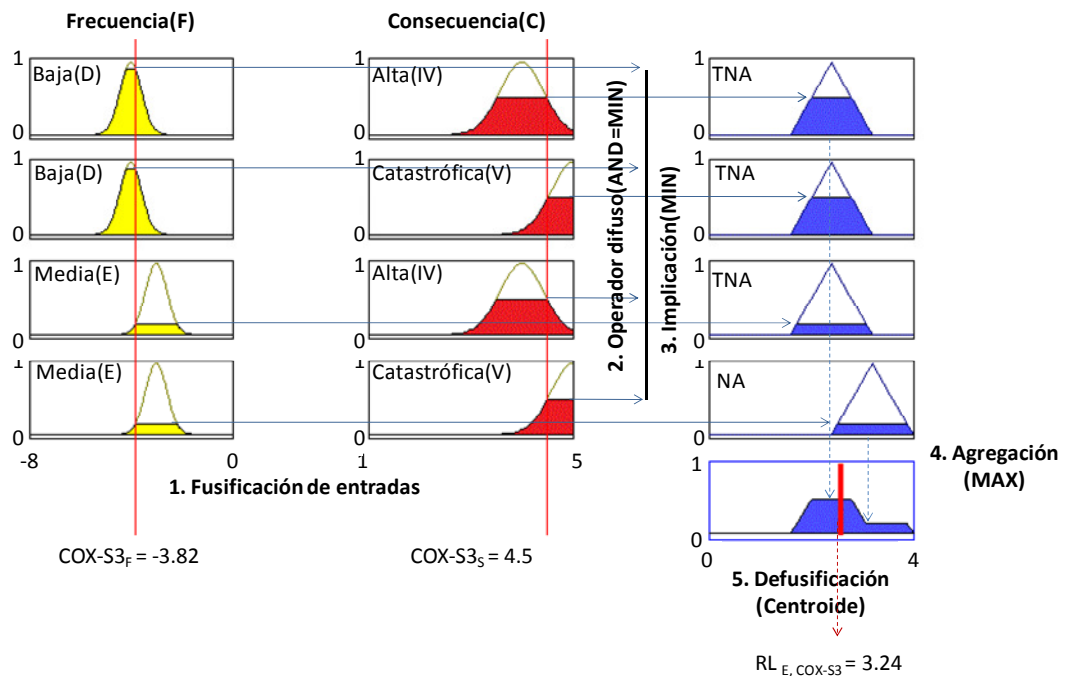 Frecuencia(F)
Consecuencia(C)
1
Baja(D)
0
1
Alta(IV)
0
1
TNA
0
1
Baja(D)
0
1
Catastrófica(V)
0
1
TNA
0
1
Media(E)
0
1
Alta(IV)
0
1
TNA
0
1
Media(E)
0
1
Catastrófica(V)
0
1
NA
0
2. Operador difuso(AND=MIN)
3. Implicación(MIN)
-8
0
1
5
1. Fusificación de entradas
4. Agregación
(MAX)
1
0
0
4
5. Defusificación
(Centroide)
COX-S3F = -3.82
COX-S3S = 4.5
RL E, COX-S3 = 3.24